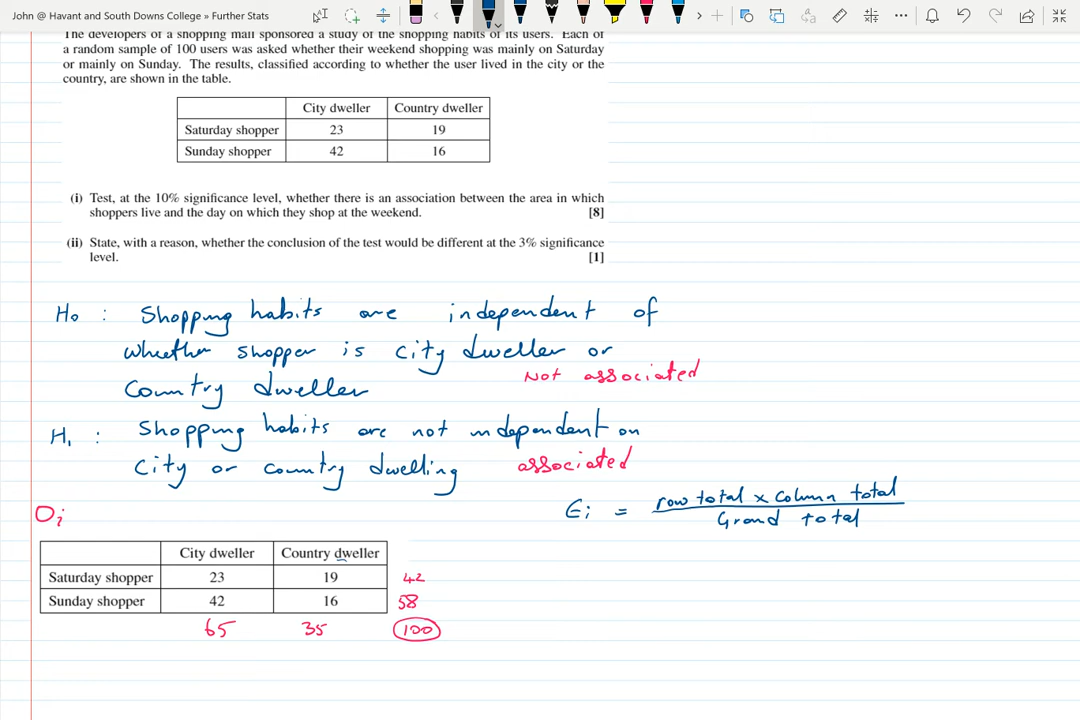 John @ Havant and South Downs College » Further Stats
The developers of a shopping mall sponsored a study of the shopping habits of its users. Each of
a random sample of 100 users was asked whether their weekend shopping was mainly on Saturday
or mainly on Sunday. The results, classified according to whether the user lived in the city or the
country, are shown in the table.
City dweller Country dweller
Saturday shopper 23 19
Sunday shopper 42 16
(i) Test, at the 10% significance level, whether there is an association between the area in which
shoppers live and the day on which they shop at the weekend. [8]
(ii) State, with a reason, whether the conclusion of the test would be different at the 3% significance
level. [1]
H₀ : Shopping habits are independent of
whether shopper is city dweller or
Not associated
Country dweller
H₁ : Shopping habits are not independent on
City or country dwelling associated
Ei = row total x Column total
Grand total
Oi
City dweller Country dweller
Saturday shopper 23 19 42
Sunday shopper 42 16 58
65 35 100